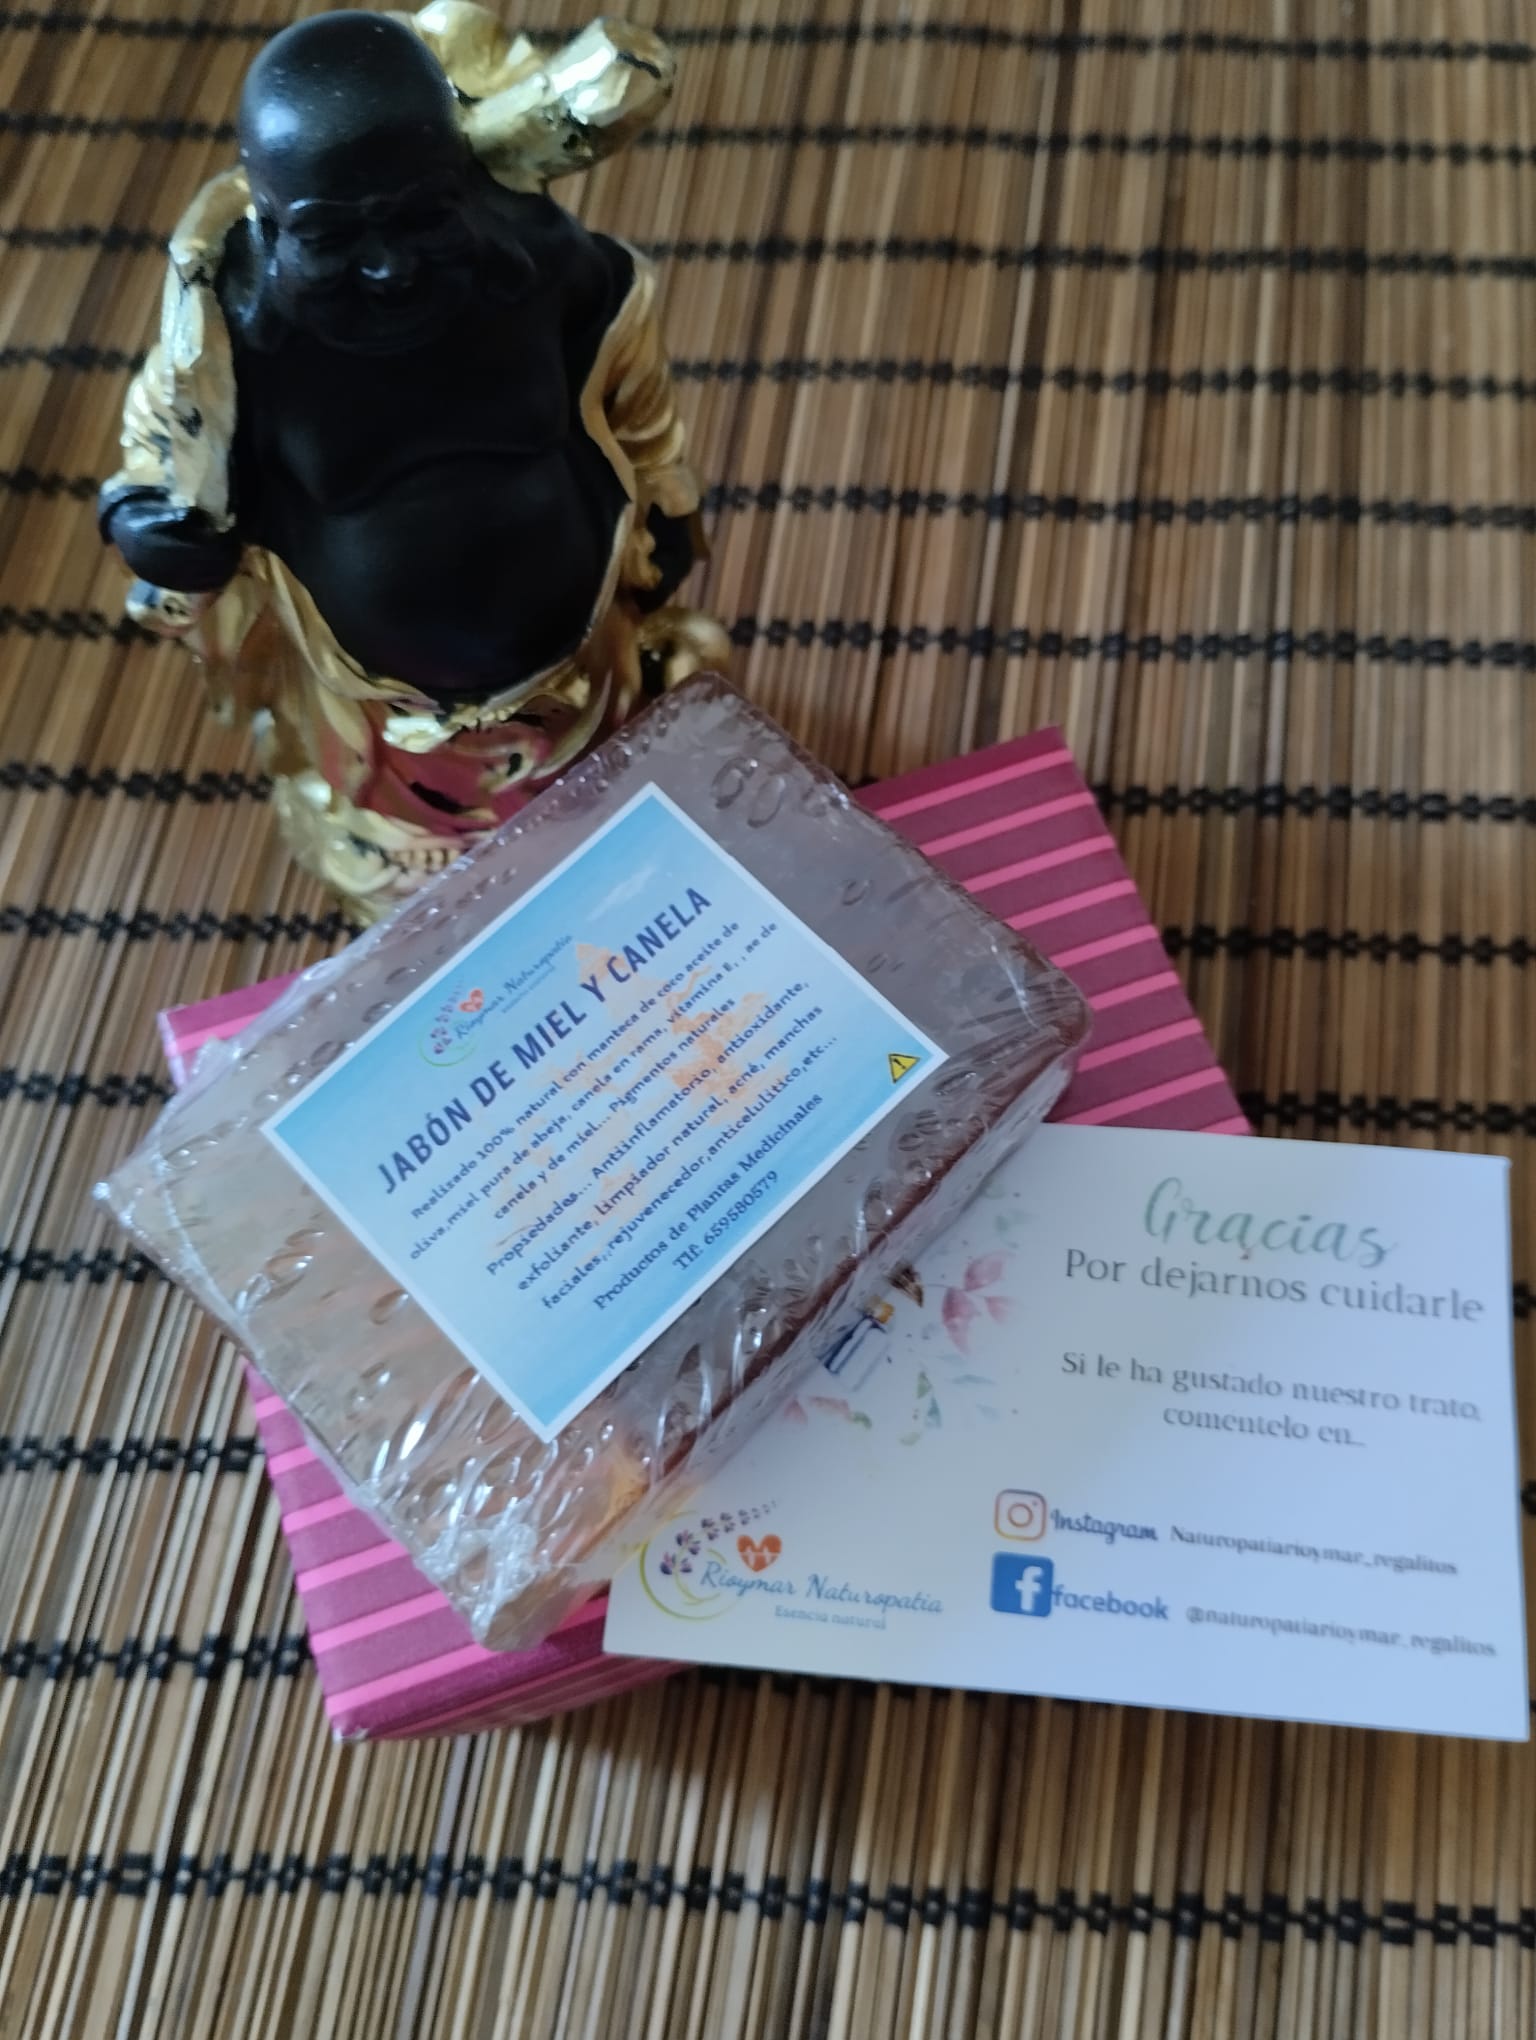 Rioymar Naturopatia
JABÓN DE MIEL Y CANELA
Realizado 100% natural con manteca de coco aceite de
oliva,miel pura de abeja, canela en rama, vitamina E, , ae de
canela y de miel... Pigmentos naturales
Propiedades... Antiinflamatorio, antioxidante,
exfoliante, limpiador natural, acné, manchas
faciales,,rejuvenecedor,anticelulitico,etc...
Productos de Plantas Medicinales
Tlf: 659580579
Gracias
Por dejarnos cuidarle
Si le ha gustado nuestro trato,
coméntelo en...
Instagram Naturopatiarioymar_regalitos
facebook @naturopatiarioymar_regalitos
Rioymar Naturopatia
Esencia natural